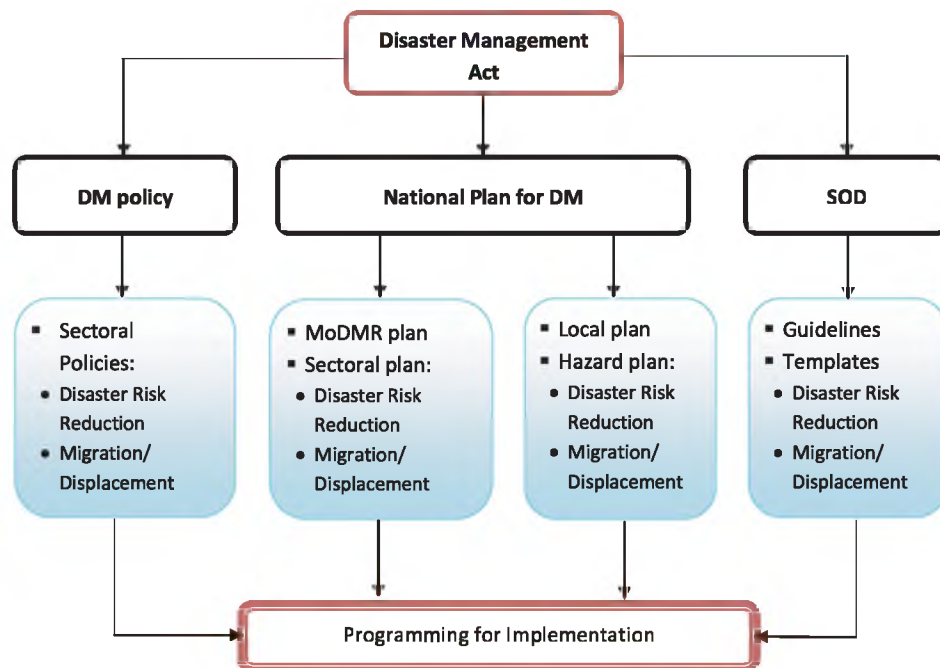 Disaster Management
Act
DM policy
National Plan for DM
SOD
▪ Sectoral
Policies:
• Disaster Risk
Reduction
• Migration/
Displacement
▪ MoDMR plan
▪ Sectoral plan:
• Disaster Risk
Reduction
• Migration/
Displacement
▪ Local plan
▪ Hazard plan:
• Disaster Risk
Reduction
• Migration/
Displacement
▪ Guidelines
▪ Templates
• Disaster Risk
Reduction
• Migration/
Displacement
Programming for Implementation